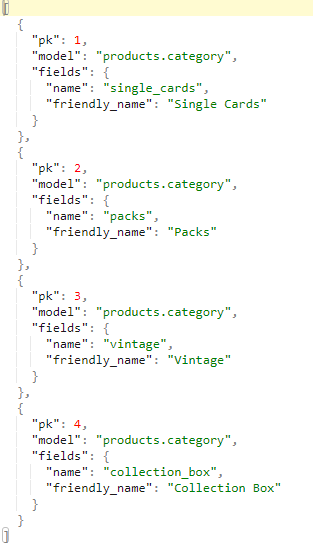 [
  {
    "pk": 1,
    "model": "products.category",
    "fields": {
      "name": "single_cards",
      "friendly_name": "Single Cards"
    }
  },
  {
    "pk": 2,
    "model": "products.category",
    "fields": {
      "name": "packs",
      "friendly_name": "Packs"
    }
  },
  {
    "pk": 3,
    "model": "products.category",
    "fields": {
      "name": "vintage",
      "friendly_name": "Vintage"
    }
  },
  {
    "pk": 4,
    "model": "products.category",
    "fields": {
      "name": "collection_box",
      "friendly_name": "Collection Box"
    }
  }
]